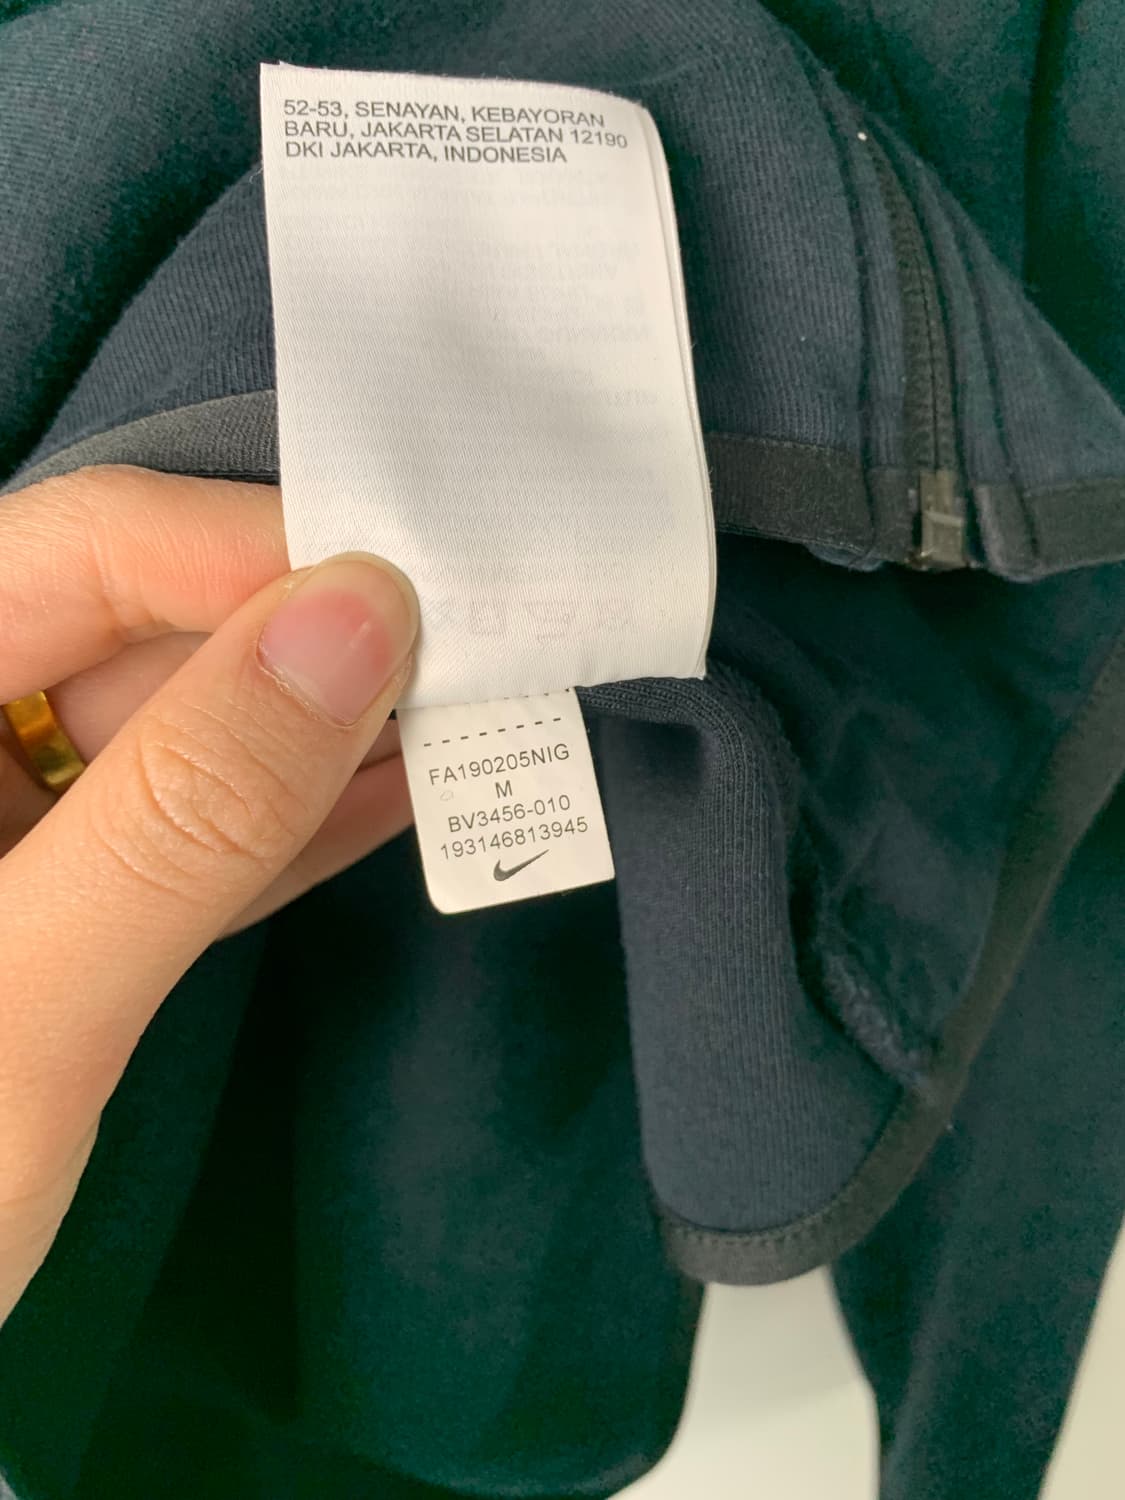 52-53, SENAYAN, KEBAYORAN
BARU, JAKARTA SELATAN 12190
DKI JAKARTA, INDONESIA
FA190205NIG
M
BV3456-010
193146813945